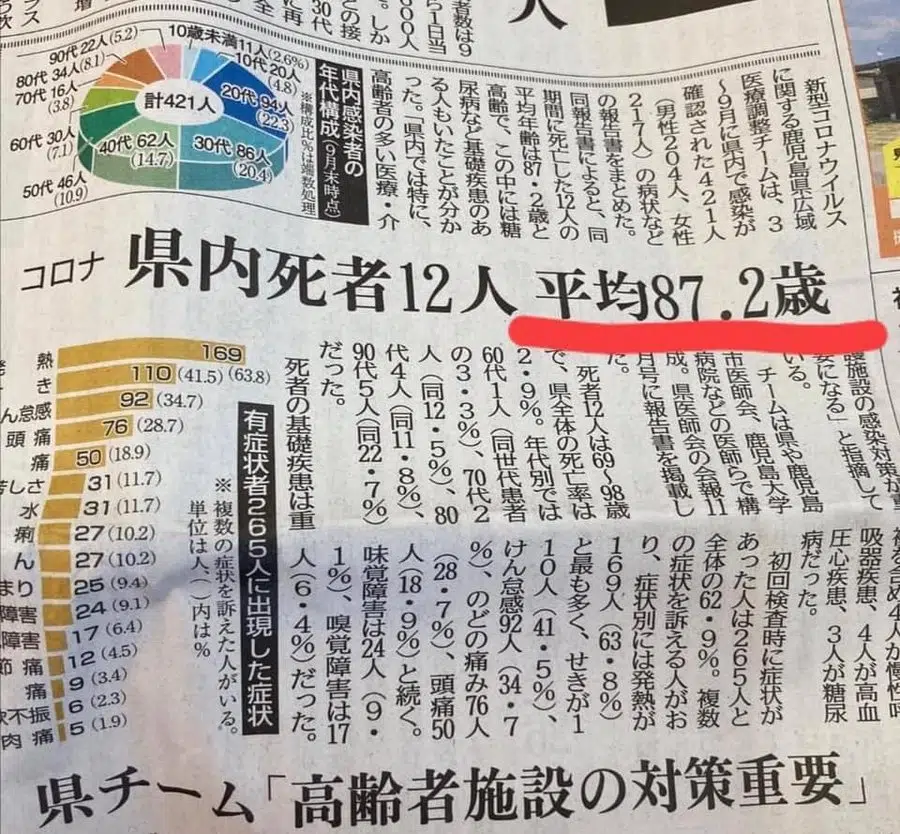 者数は9
ら1日当
600人
どの接
30代
人
新型コロナウイルス
に関する鹿児島県広域
医療調整チームは、3
〜9月に県内で感染が
確認された421人
(男性204人、女性
217人)の病状など
の報告書をまとめた。
同報告書によると、同
期間に死亡した12人の
平均年齢は87・2歳と
高齢で、この中には糖
尿病など基礎疾患のあ
る人もいたことが分か
った。「県内では特に、
高齢者の多い医療・介
県内感染者の
年代構成(9月末時点)
※構成比%は端数処理
計421人
10歳未満11人(2.6%)
10代 20人(4.8)
20代 94人(22.3)
30代 86人(20.4)
40代 62人(14.7)
50代 46人(10.9)
60代 30人(7.1)
70代 16人(3.8)
80代 34人(8.1)
90代 22人(5.2)
コロナ 県内死者12人 平均87.2歳
護施設の感染対策が重
要になる」と指摘して
いる。
チームは県や鹿児島
市医師会、鹿児島大学
病院などの医師らで構
成。県医師会の会報11
月号に報告書を掲載し
た。
死者12人は69〜98歳
で、県全体の死亡率は
2・9%。年代別では
60代1人(同世代患者
の3・3%)、70代2
人(同12・5%)、80
代4人(同11・8%)、
90代5人(同22・7%)
だった。
死者の基礎疾患は重
複を含め4人が慢性呼
吸器疾患、4人が高血
圧心疾患、3人が糖尿
病だった。
初回検査時に症状が
あった人は265人と
全体の62・9%。複数
の症状を訴える人がお
り、症状別には発熱が
169人(63・8%)
と最も多く、せきが1
10人(41・5%)、
けん怠感92人(34・7
%)、のどの痛み76人
(28・7%)、頭痛50
人(18・9%)と続く。
味覚障害は24人(9・
1%)、嗅覚障害は17
人(6・4%)だった。
有症状者265人に出現した症状
※ 複数の症状を訴えた人がいる。
単位は人、( )内は%
熱 169 (63.8)
き 110 (41.5)
ん怠感 92 (34.7)
頭痛 76 (28.7)
痛 50 (18.9)
苦しさ 31 (11.7)
水 31 (11.7)
痢 27 (10.2)
ん 27 (10.2)
まり 25 (9.4)
障害 24 (9.1)
障害 17 (6.4)
節痛 12 (4.5)
痛 9 (3.4)
欲不振 6 (2.3)
肉痛 5 (1.9)
県チーム「高齢者施設の対策重要」